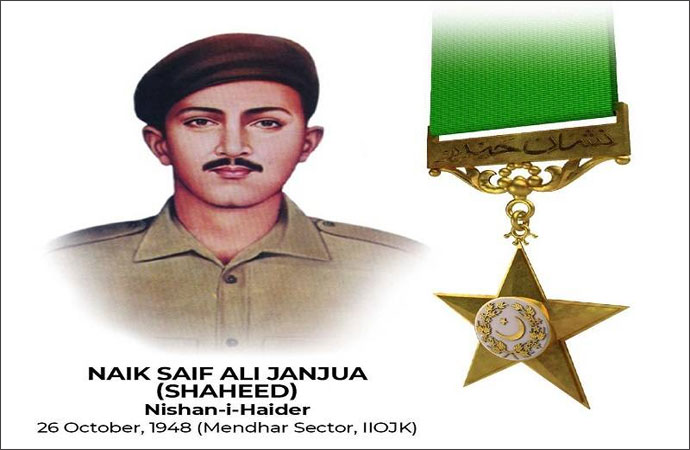 نشان حیدر
NAIK SAIF ALI JANJUA
(SHAHEED)
Nishan-i-Haider
26 October, 1948 (Mendhar Sector, IIOJK)